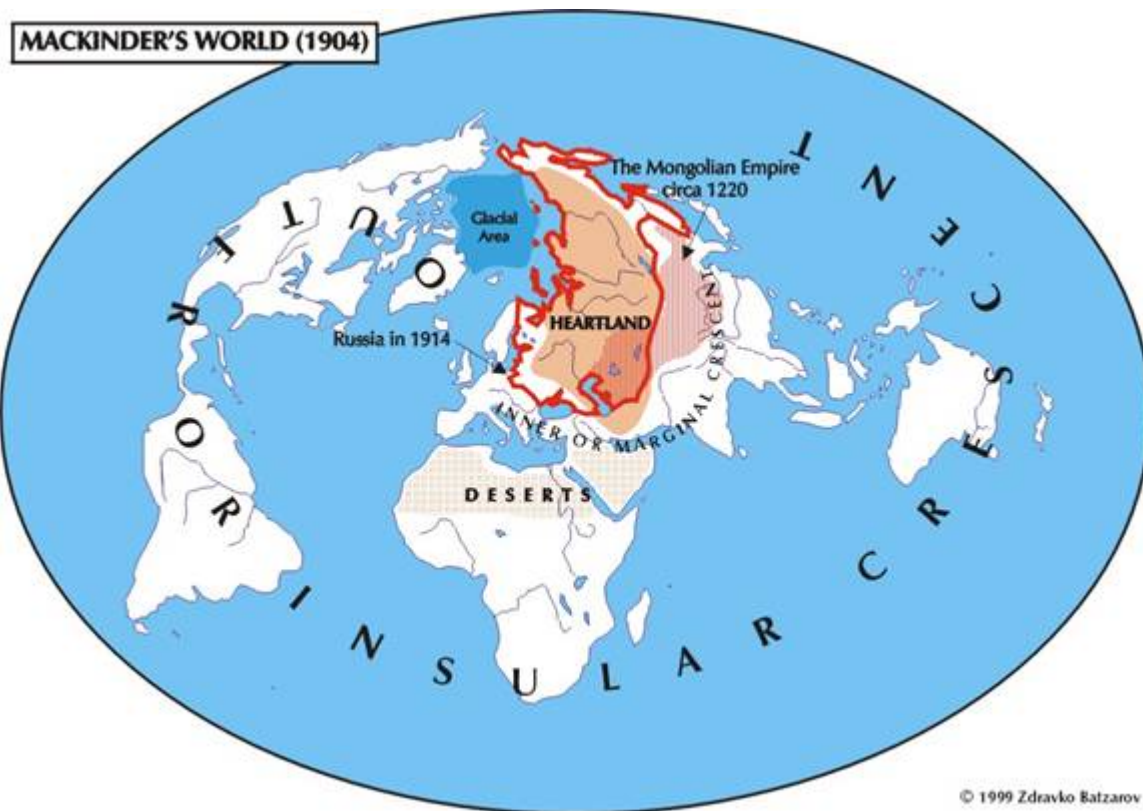 MACKINDER'S WORLD (1904)
The Mongolian Empire
circa 1220
Glacial
Area
HEARTLAND
Russia in 1914
INNER OR MARGINAL CRESCENT
DESERTS
OUTER OR INSULAR CRESCENT
© 1999 Zdravko Batzarov